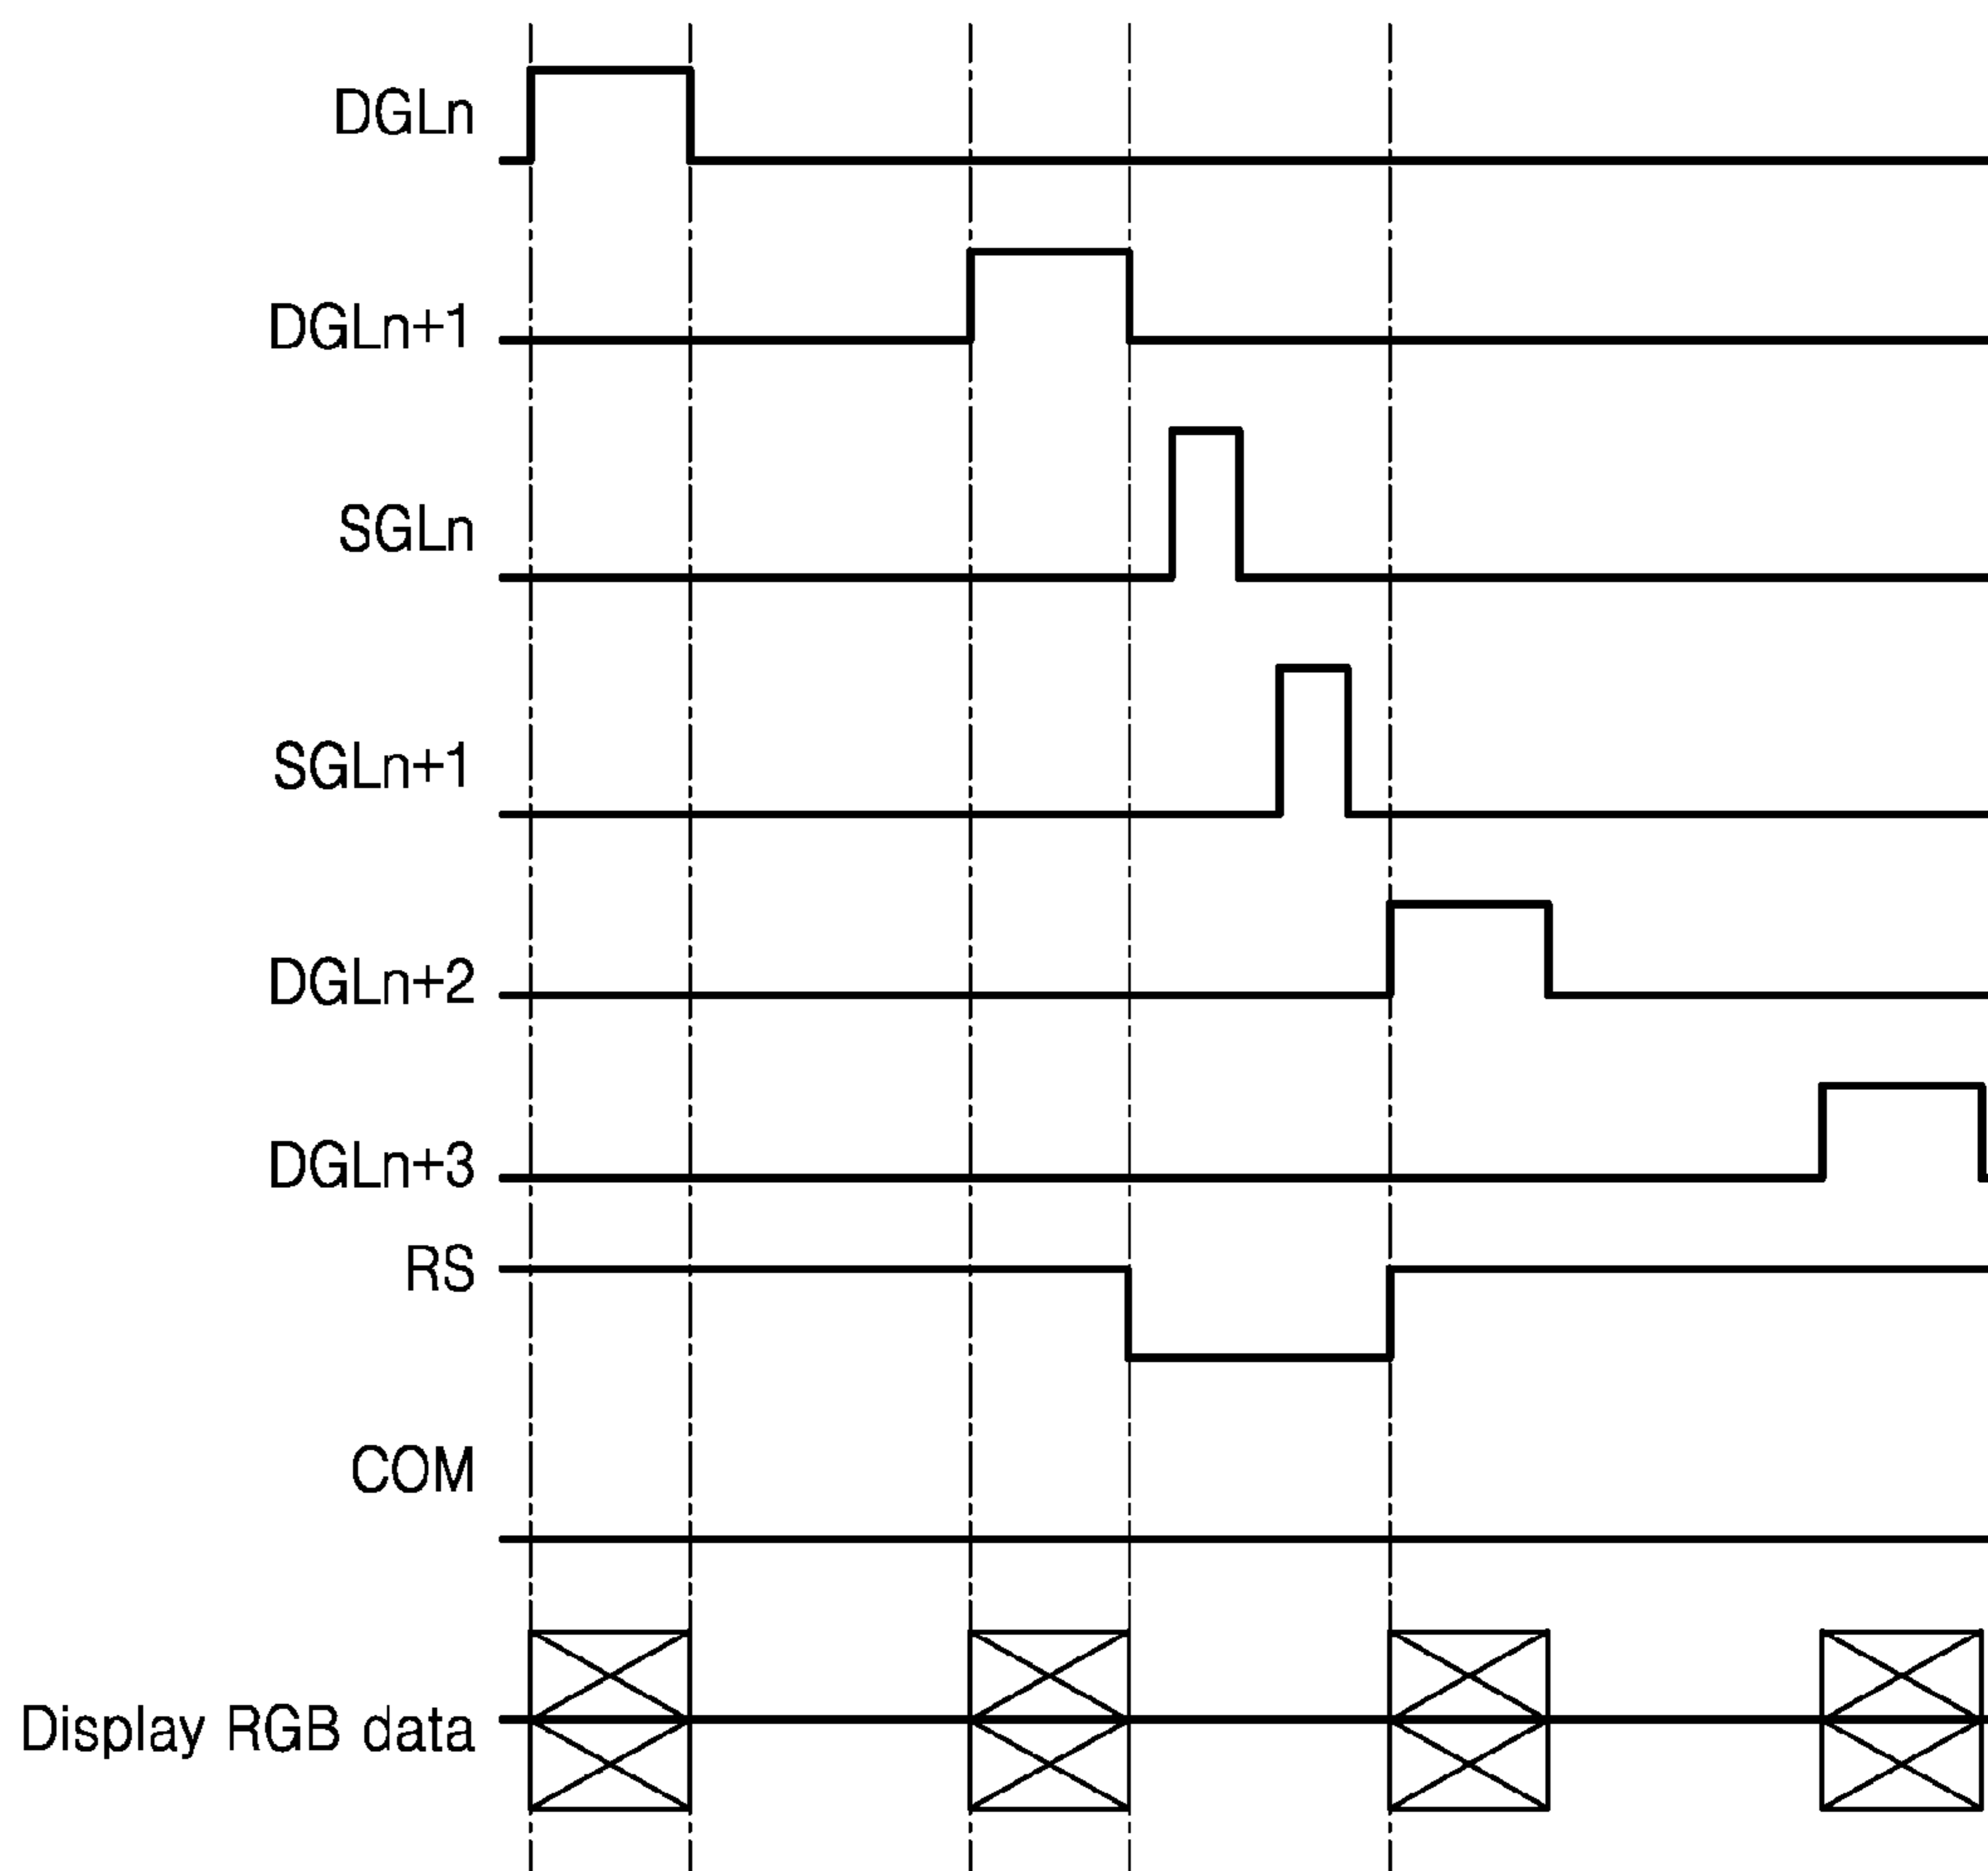 DGLn
DGLn+1
SGLn
SGLn+1
DGLn+2
DGLn+3
RS
COM
Display RGB data